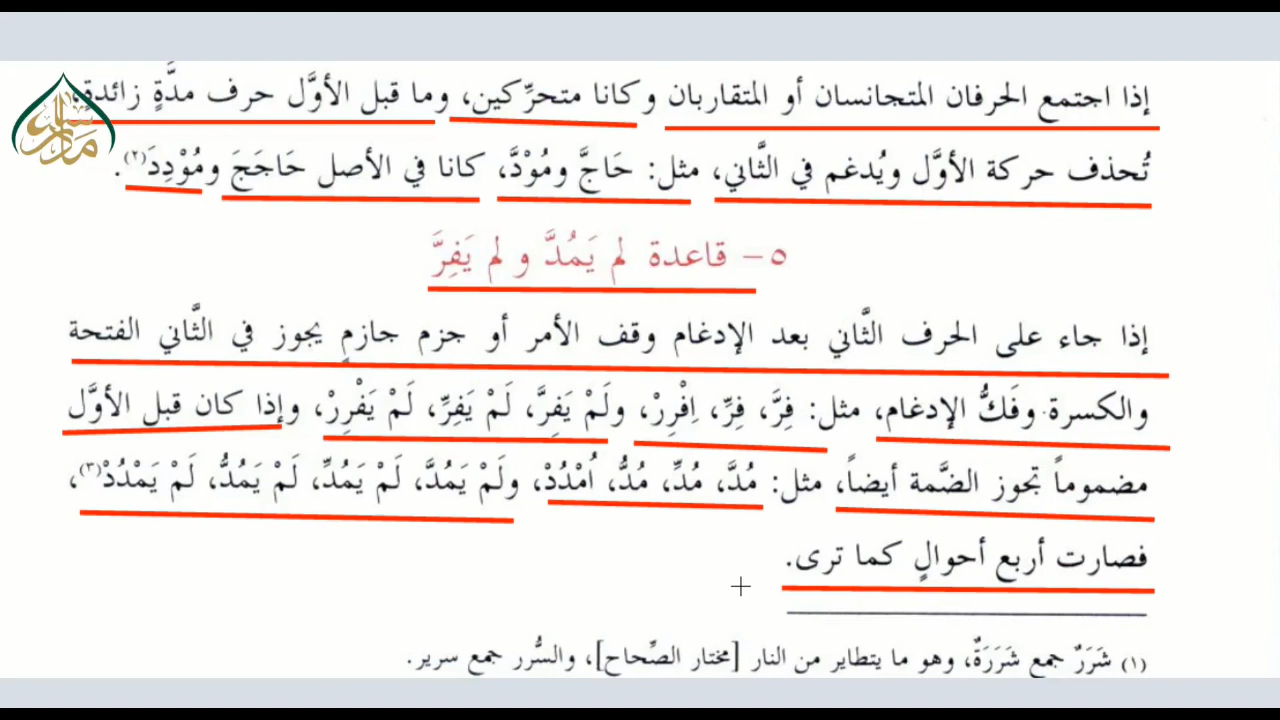 إذا اجتمع الحرفان المتجانسان أو المتقاربان وكانا متحرِّكين، وما قبل الأوَّل حرف مدَّةٍ زائدةٍ،
تُحذف حركة الأوَّل ويُدغم في الثَّاني، مثل: حَاجَّ ومُوْدَّ، كانا في الأصل حَاجَجَ ومُوْدِدَ(٢).
٥- قاعدة لم يَمُدَّ و لم يَفِرَّ
إذا جاء على الحرف الثَّاني بعد الإدغام وقف الأمر أو جزم جازمٍ يجوز في الثَّاني الفتحة
والكسرة وفَكُّ الإدغام، مثل: فِرَّ، فِرِّ، اِفْرِرْ، ولَمْ يَفِرَّ، لَمْ يَفِرِّ، لَمْ يَفْرِرْ، وإذا كان قبل الأوَّل
مضموماً تجوز الضَّمة أيضاً، مثل: مُدَّ، مُدِّ، مُدُّ، اُمْدُدْ، ولَمْ يَمُدَّ، لَمْ يَمُدِّ، لَمْ يَمُدُّ، لَمْ يَمْدُدْ(٣)،
فصارت أربع أحوالٍ كما ترى.
(١) شَرَرٌ جمع شَرَرَةٌ، وهو ما يتطاير من النار [مختار الصِّحاح]، والسُّرر جمع سرير.